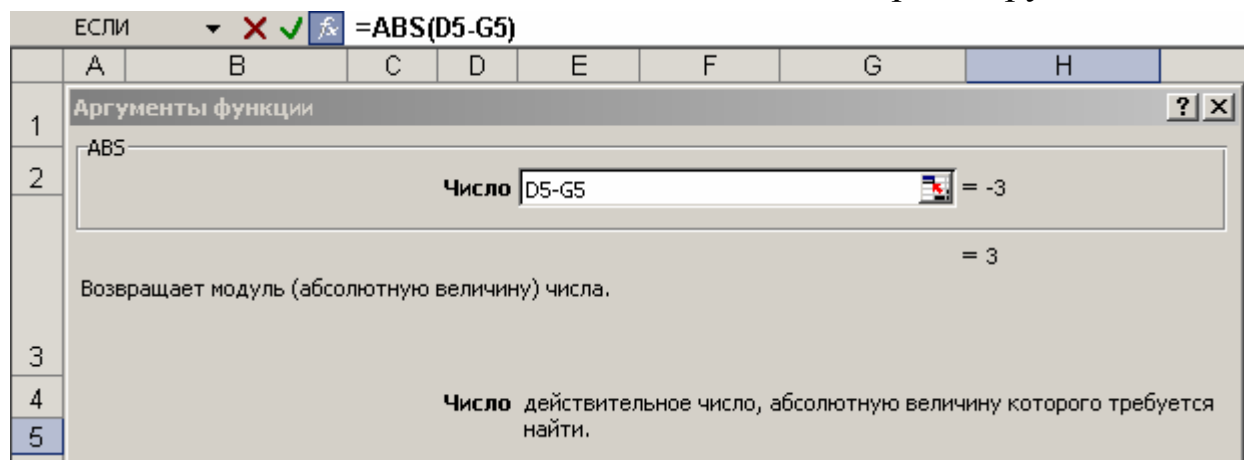 ЕСЛИ fx =ABS(D5-G5)
A B C D E F G H
1 Аргументы функции ? X
ABS
2 Число D5-G5 = -3
= 3
Возвращает модуль (абсолютную величину) числа.
3
4 Число действительное число, абсолютную величину которого требуется
5 найти.